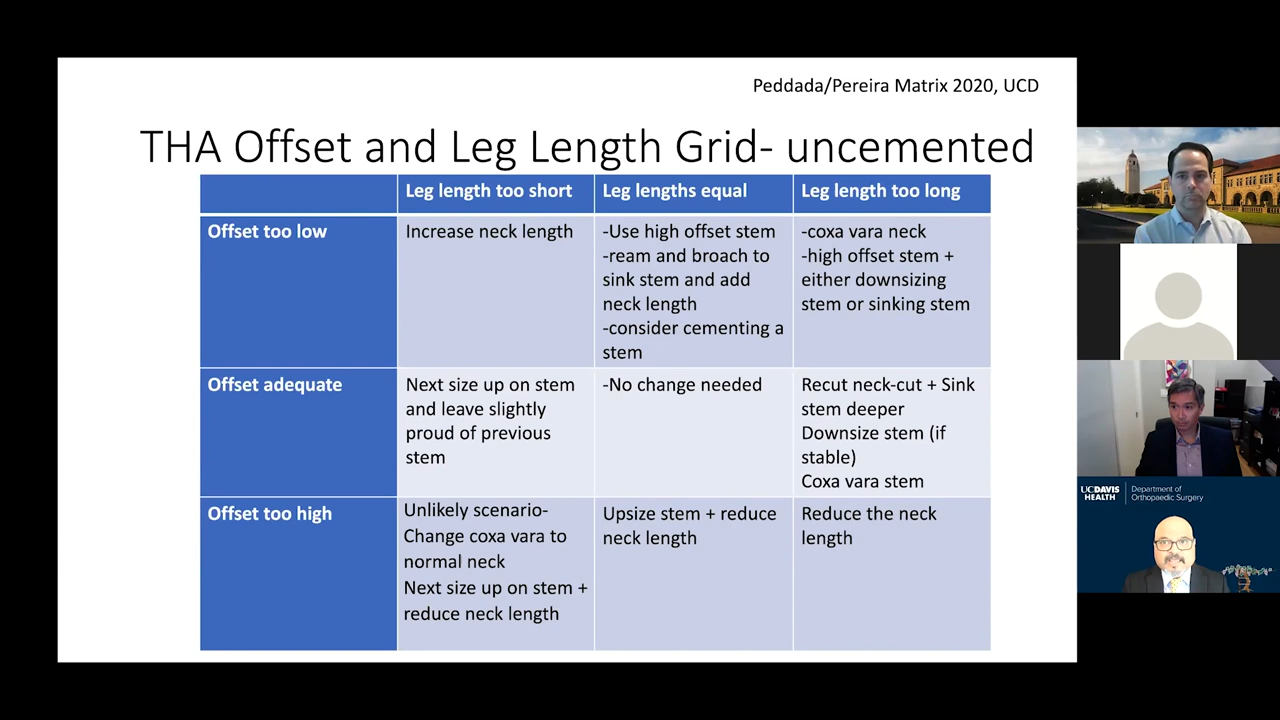 Peddada/Pereira Matrix 2020, UCD
THA Offset and Leg Length Grid- uncemented
Leg length too short
Leg lengths equal
Leg length too long
Offset too low
Increase neck length
-Use high offset stem
-ream and broach to
sink stem and add
neck length
-consider cementing a
stem
-coxa vara neck
-high offset stem +
either downsizing
stem or sinking stem
Offset adequate
Next size up on stem
and leave slightly
proud of previous
stem
-No change needed
Recut neck-cut + Sink
stem deeper
Downsize stem (if
stable)
Coxa vara stem
Offset too high
Unlikely scenario-
Change coxa vara to
normal neck
Next size up on stem +
reduce neck length
Upsize stem + reduce
neck length
Reduce the neck
length
UCDAVIS
HEALTH
Department of
Orthopaedic Surgery